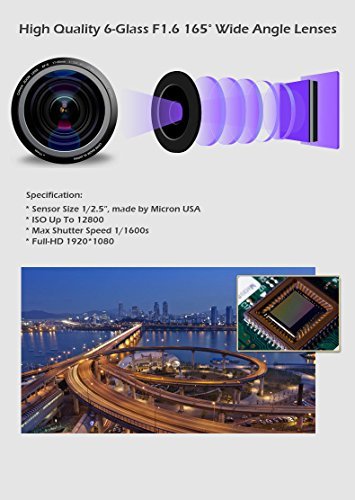 High Quality 6-Glass F1.6 165° Wide Angle Lenses
Specification:
* Sensor Size 1/2.5", made by Micron USA
* ISO Up To 12800
* Max Shutter Speed 1/1600s
* Full-HD 1920*1080